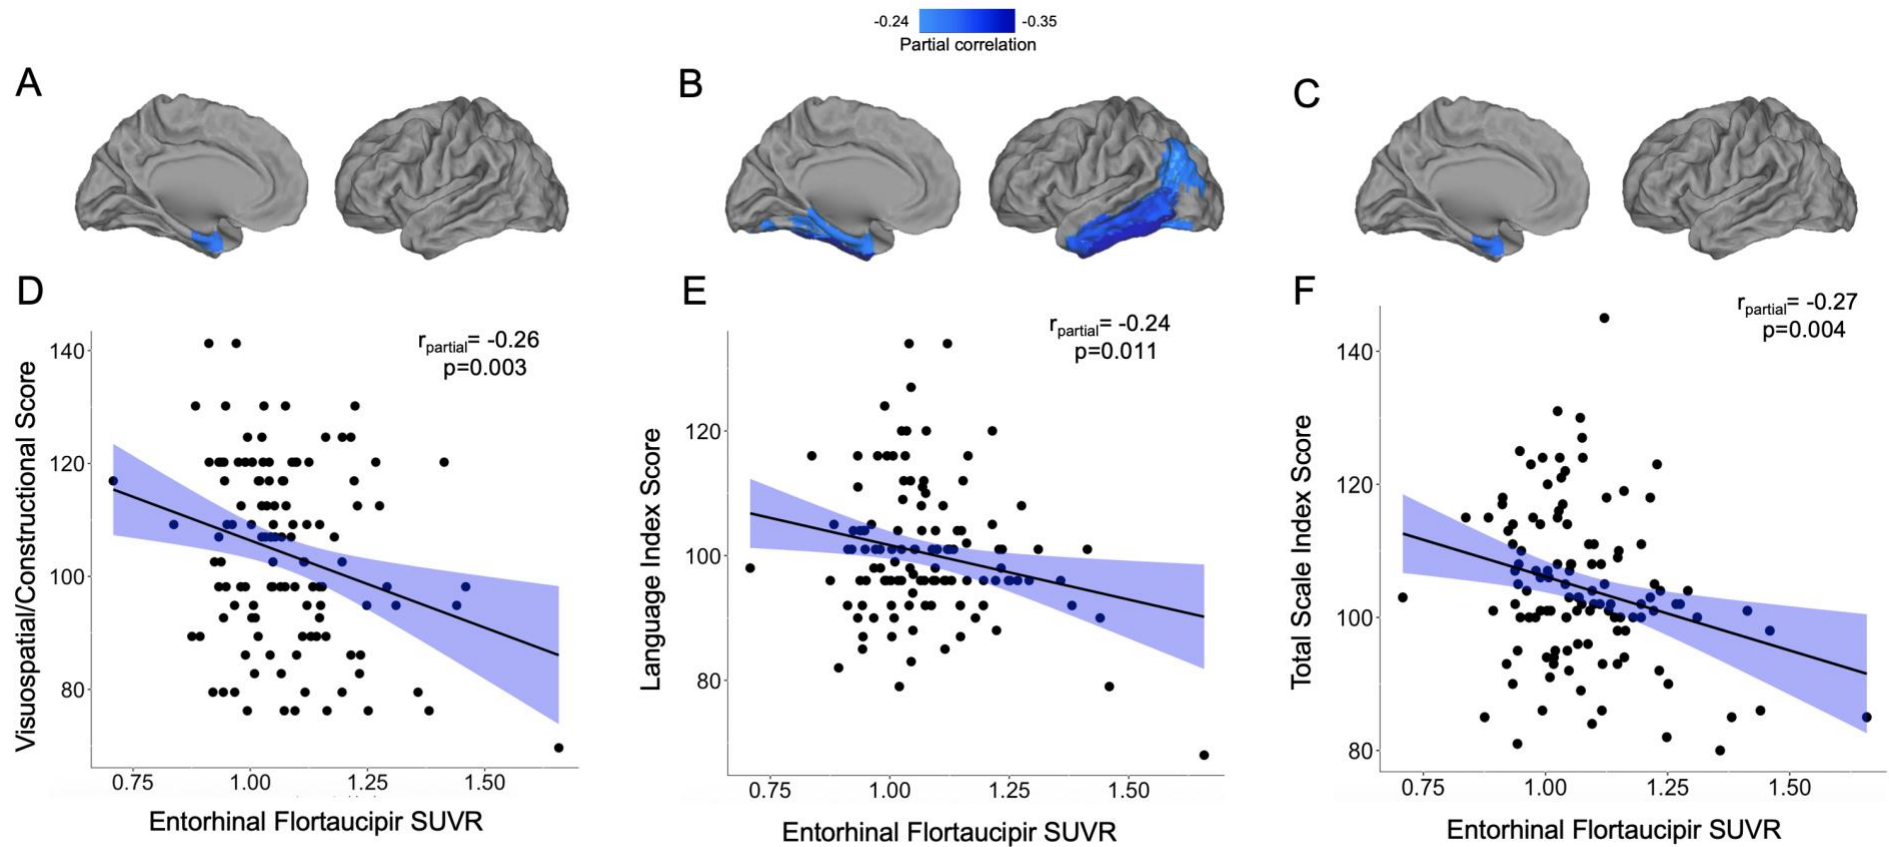 -0.24 -0.35
Partial correlation
A
B
C
D
rpartial= -0.26
p=0.003
Visuospatial/Constructional Score
140
120
100
80
0.75 1.00 1.25 1.50
Entorhinal Flortaucipir SUVR
E
rpartial= -0.24
p=0.011
Language Index Score
120
100
80
0.75 1.00 1.25 1.50
Entorhinal Flortaucipir SUVR
F
rpartial= -0.27
p=0.004
Total Scale Index Score
140
120
100
80
0.75 1.00 1.25 1.50
Entorhinal Flortaucipir SUVR